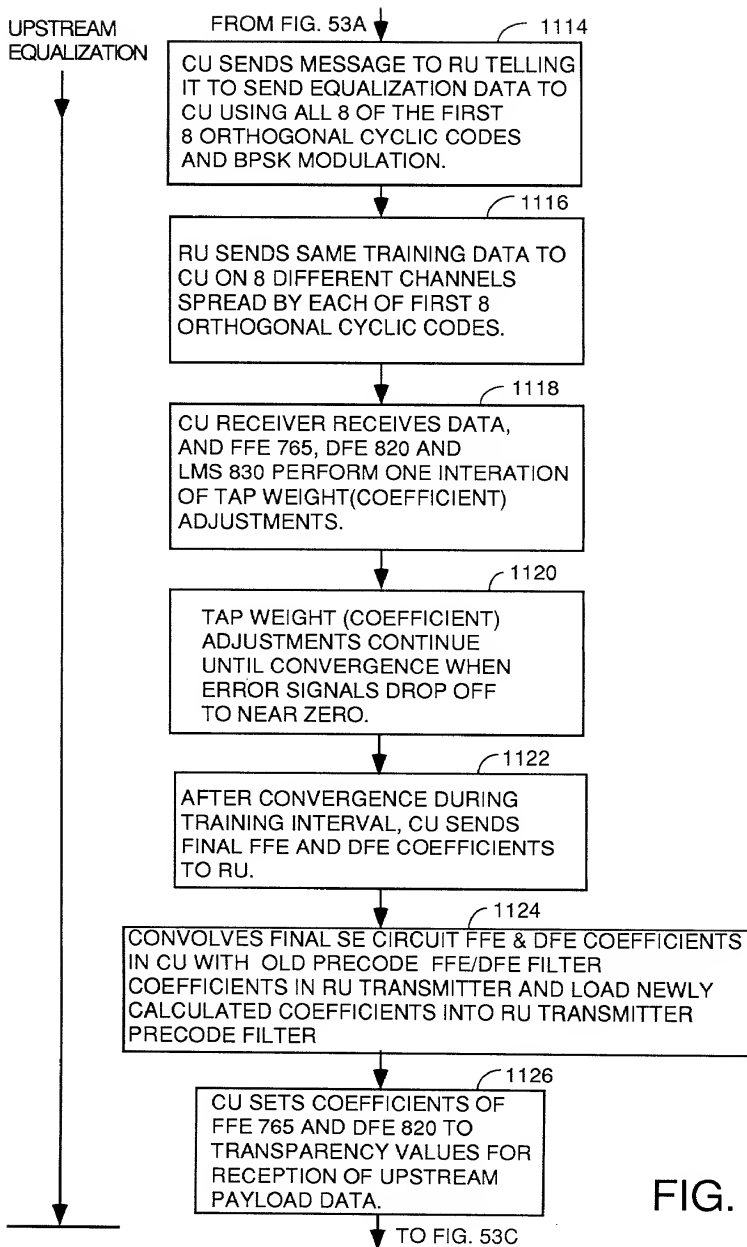 UPSTREAM
EQUALIZATION
FROM FIG. 53A
1114
CU SENDS MESSAGE TO RU TELLING
IT TO SEND EQUALIZATION DATA TO
CU USING ALL 8 OF THE FIRST
8 ORTHOGONAL CYCLIC CODES
AND BPSK MODULATION.
1116
RU SENDS SAME TRAINING DATA TO
CU ON 8 DIFFERENT CHANNELS
SPREAD BY EACH OF FIRST 8
ORTHOGONAL CYCLIC CODES.
1118
CU RECEIVER RECEIVES DATA,
AND FFE 765, DFE 820 AND
LMS 830 PERFORM ONE INTERATION
OF TAP WEIGHT(COEFFICIENT)
ADJUSTMENTS.
1120
TAP WEIGHT (COEFFICIENT)
ADJUSTMENTS CONTINUE
UNTIL CONVERGENCE WHEN
ERROR SIGNALS DROP OFF
TO NEAR ZERO.
1122
AFTER CONVERGENCE DURING
TRAINING INTERVAL, CU SENDS
FINAL FFE AND DFE COEFFICIENTS
TO RU.
1124
CONVOLVES FINAL SE CIRCUIT FFE & DFE COEFFICIENTS
IN CU WITH OLD PRECODE FFE/DFE FILTER
COEFFICIENTS IN RU TRANSMITTER AND LOAD NEWLY
CALCULATED COEFFICIENTS INTO RU TRANSMITTER
PRECODE FILTER
1126
CU SETS COEFFICIENTS OF
FFE 765 AND DFE 820 TO
TRANSPARENCY VALUES FOR
RECEPTION OF UPSTREAM
PAYLOAD DATA.
FIG.
TO FIG. 53C